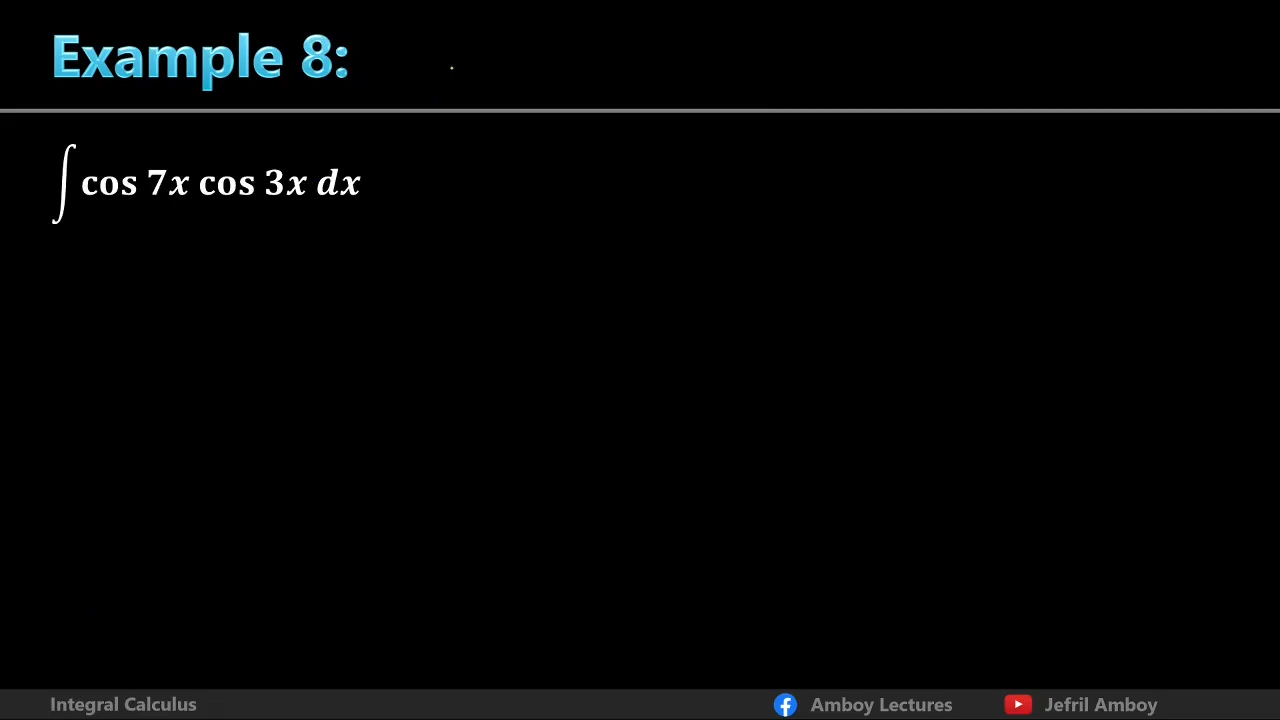 Example 8:
∫ cos 7x cos 3x dx
Integral Calculus
Amboy Lectures
Jefril Amboy